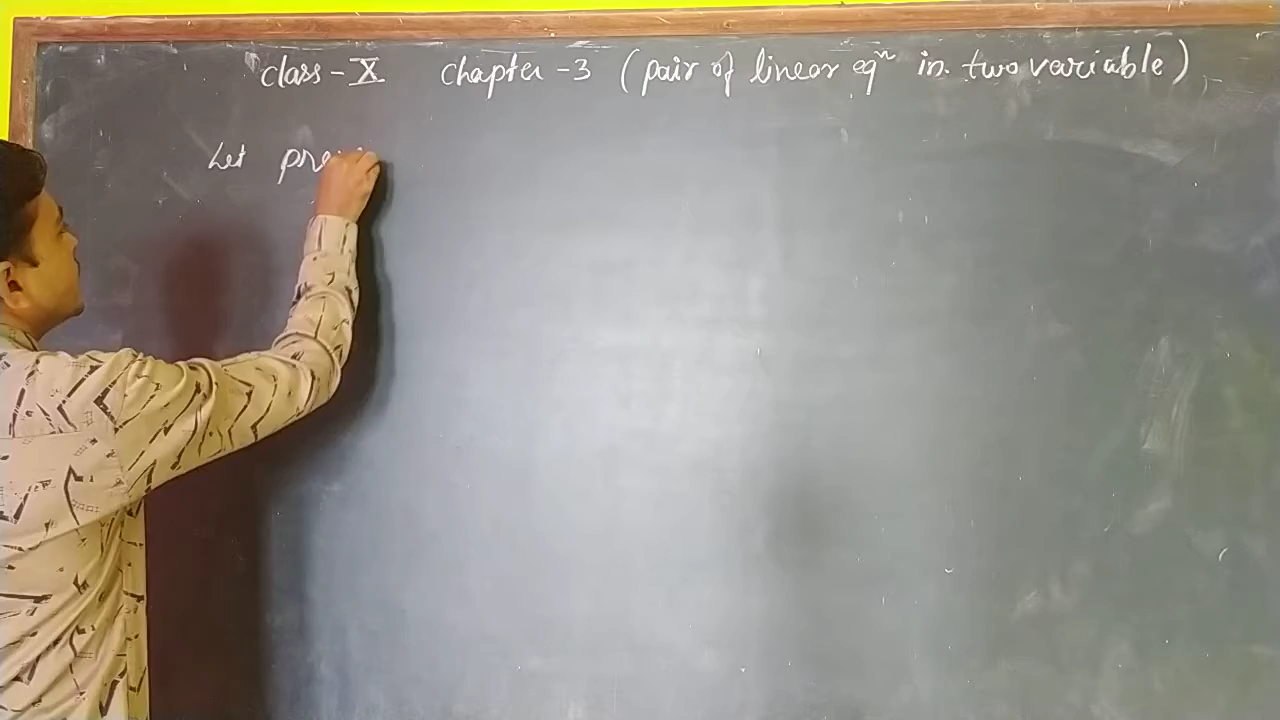 class - X chapter - 3 (pair of linear eqⁿ in two variable)
Let